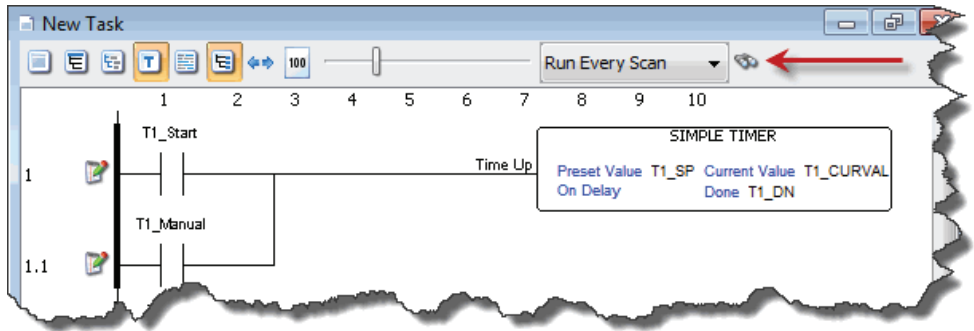 New Task
T 100 Run Every Scan
1 2 3 4 5 6 7 8 9 10
T1_Start
SIMPLE TIMER
1
Time Up
Preset Value T1_SP Current Value T1_CURVAL
On Delay Done T1_DN
T1_Manual
1.1